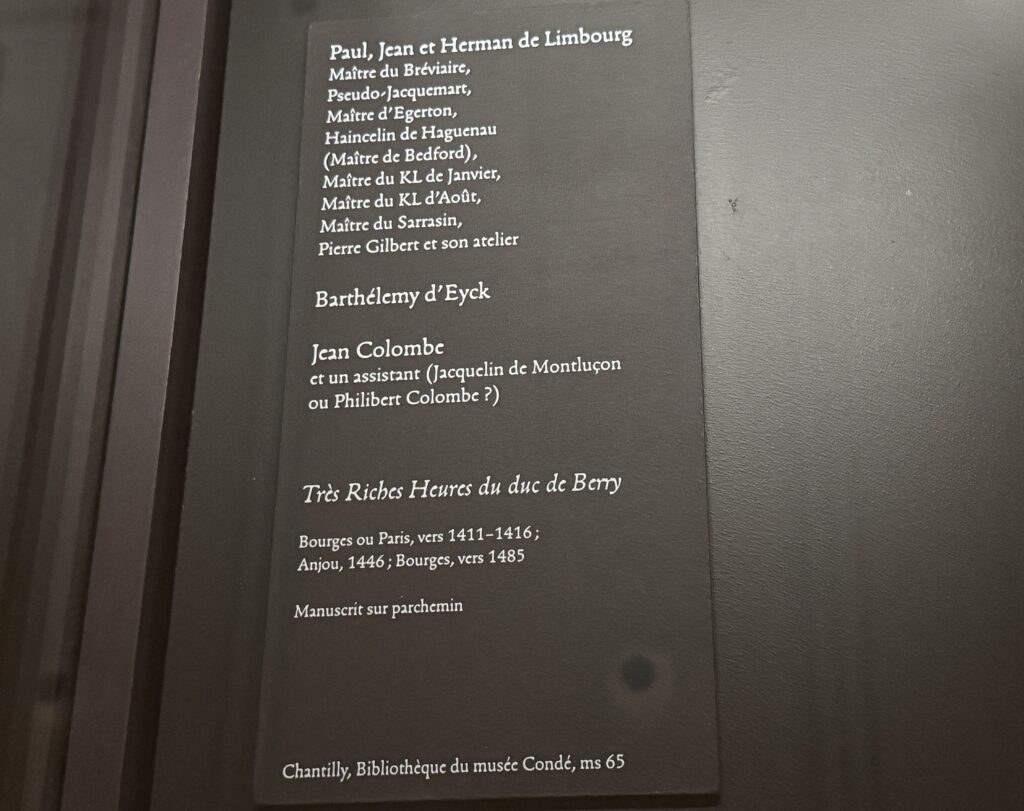 Paul, Jean et Herman de Limbourg
Maître du Bréviaire,
Pseudo-Jacquemart,
Maître d'Egerton,
Haincelin de Haguenau
(Maître de Bedford),
Maître du KL de Janvier,
Maître du KL d'Août,
Maître du Sarrasin,
Pierre Gilbert et son atelier
Barthélemy d'Eyck
Jean Colombe
et un assistant (Jacquelin de Montluçon
ou Philibert Colombe ?)
Très Riches Heures du duc de Berry
Bourges ou Paris, vers 1411–1416 ;
Anjou, 1446 ; Bourges, vers 1485
Manuscrit sur parchemin
Chantilly, Bibliothèque du musée Condé, ms 65